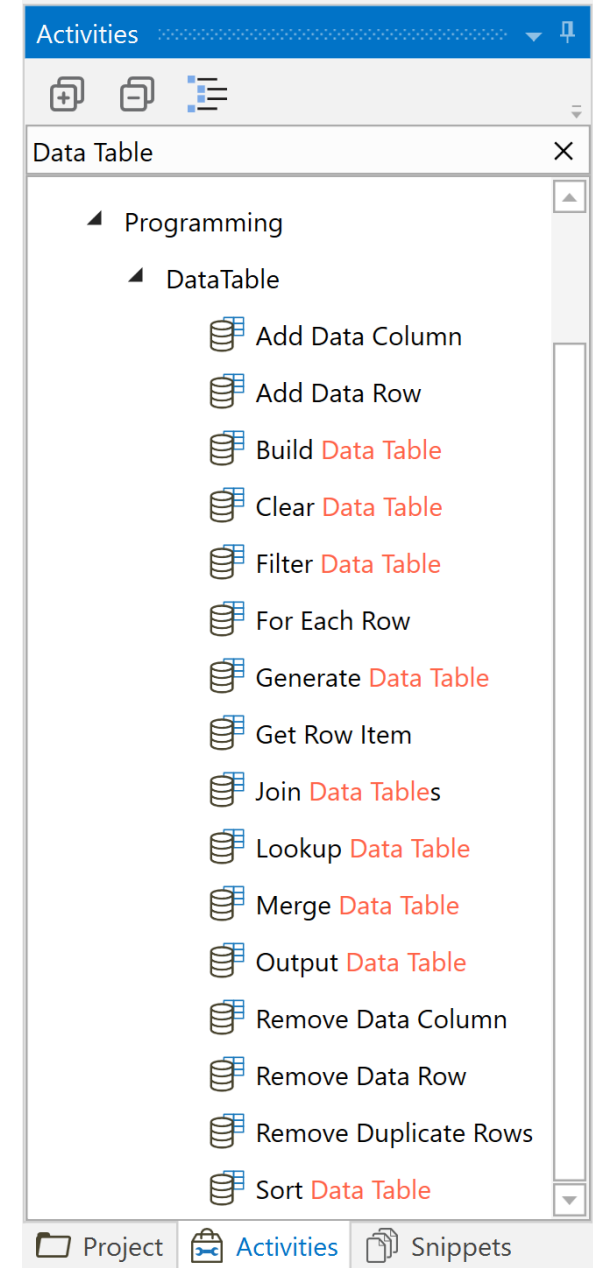 Activities
Data Table
Programming
DataTable
Add Data Column
Add Data Row
Build Data Table
Clear Data Table
Filter Data Table
For Each Row
Generate Data Table
Get Row Item
Join Data Tables
Lookup Data Table
Merge Data Table
Output Data Table
Remove Data Column
Remove Data Row
Remove Duplicate Rows
Sort Data Table
Project Activities Snippets